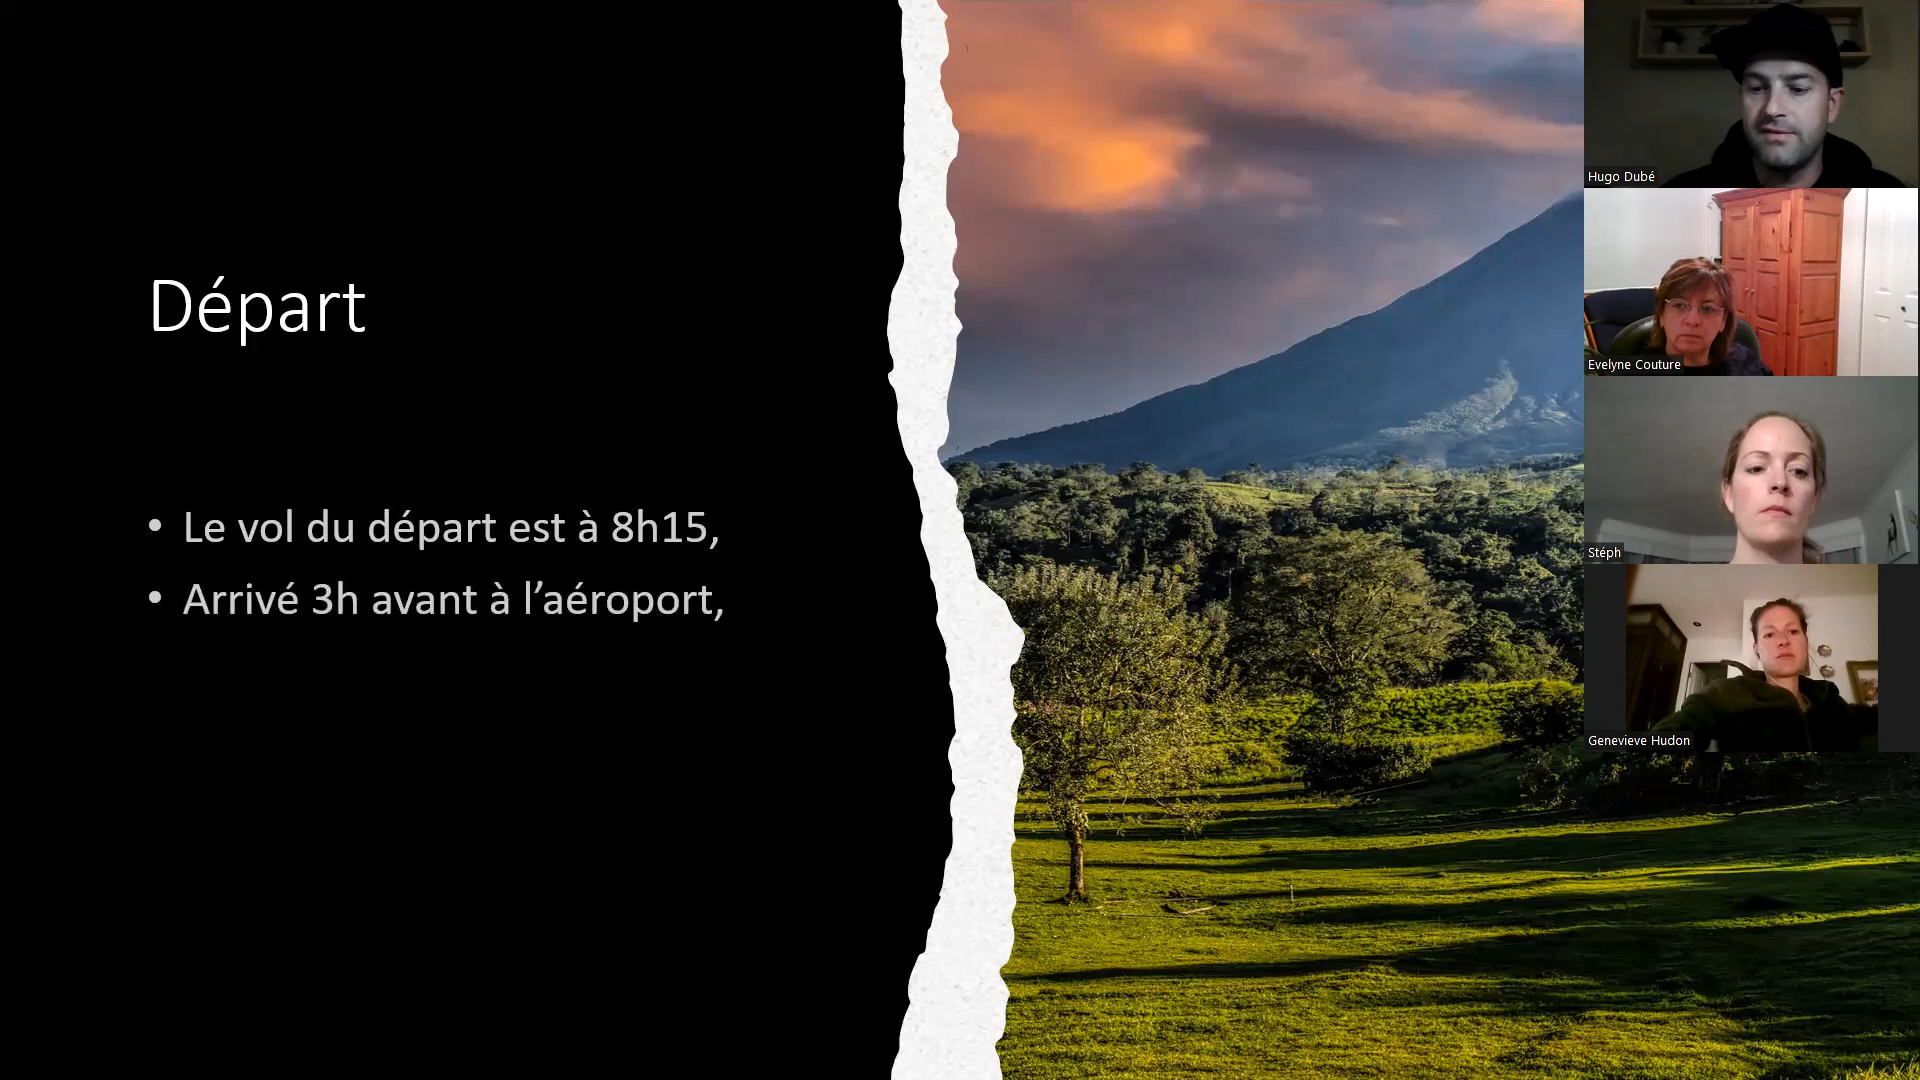 Départ
• Le vol du départ est à 8h15,
• Arrivé 3h avant à l’aéroport,
Hugo Dubé
Evelyne Couture
Stéph
Genevieve Hudon